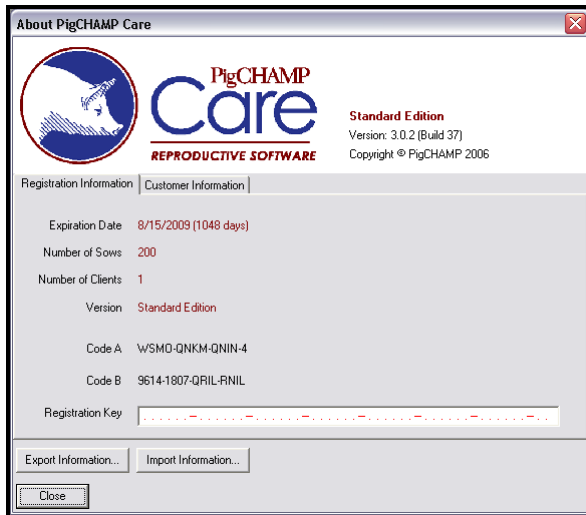 About PigCHAMP Care
PigCHAMP
Care
REPRODUCTIVE SOFTWARE
Standard Edition
Version: 3.0.2 (Build 37)
Copyright © PigCHAMP 2006
Registration Information
Customer Information
Expiration Date 8/15/2009 (1048 days)
Number of Sows 200
Number of Clients 1
Version Standard Edition
Code A WSMO-QNKM-QNIN-4
Code B 9614-1807-QRIL-RNIL
Registration Key ......-......-......-......-......-......-......-..
Export Information... Import Information...
Close